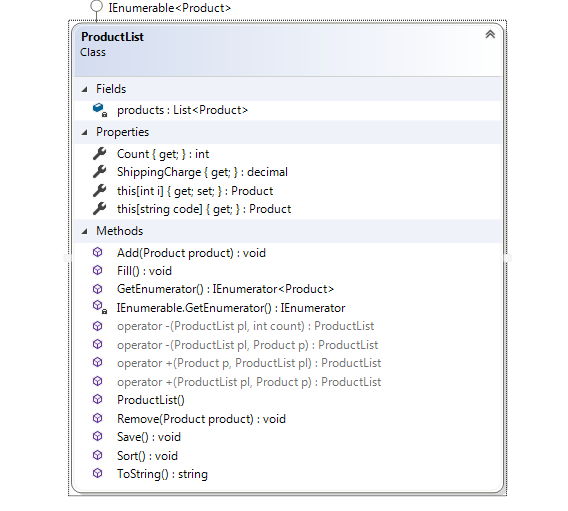 IEnumerable<Product>
ProductList
Class
Fields
products : List<Product>
Properties
Count { get; } : int
ShippingCharge { get; } : decimal
this[int i] { get; set; } : Product
this[string code] { get; } : Product
Methods
Add(Product product) : void
Fill() : void
GetEnumerator() : IEnumerator<Product>
IEnumerable.GetEnumerator() : IEnumerator
operator -(ProductList pl, int count) : ProductList
operator -(ProductList pl, Product p) : ProductList
operator +(Product p, ProductList pl) : ProductList
operator +(ProductList pl, Product p) : ProductList
ProductList()
Remove(Product product) : void
Save() : void
Sort() : void
ToString() : string